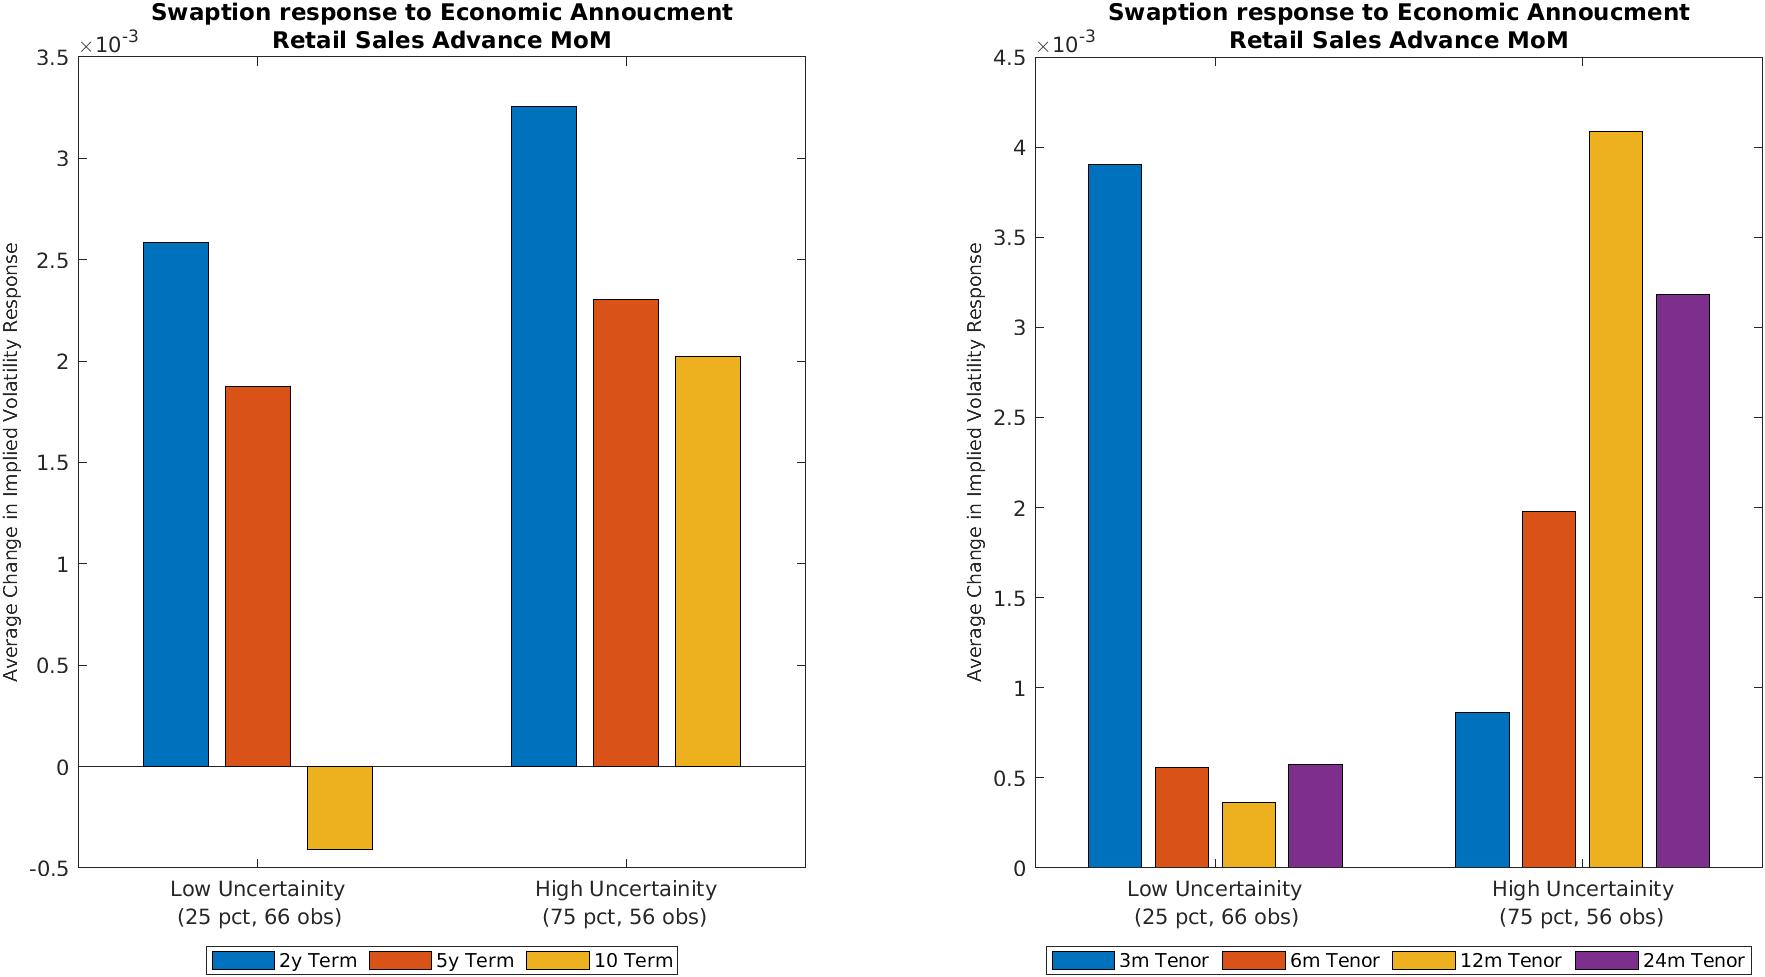 Swaption response to Economic Annoucment
Retail Sales Advance MoM
×10-3
3.5
3
2.5
2
1.5
1
0.5
0
-0.5
Average Change in Implied Volatility Response
Low Uncertainity
(25 pct, 66 obs)
High Uncertainity
(75 pct, 56 obs)
2y Term
5y Term
10 Term
Swaption response to Economic Annoucment
Retail Sales Advance MoM
×10-3
4.5
4
3.5
3
2.5
2
1.5
1
0.5
0
Average Change in Implied Volatility Response
Low Uncertainity
(25 pct, 66 obs)
High Uncertainity
(75 pct, 56 obs)
3m Tenor
6m Tenor
12m Tenor
24m Tenor